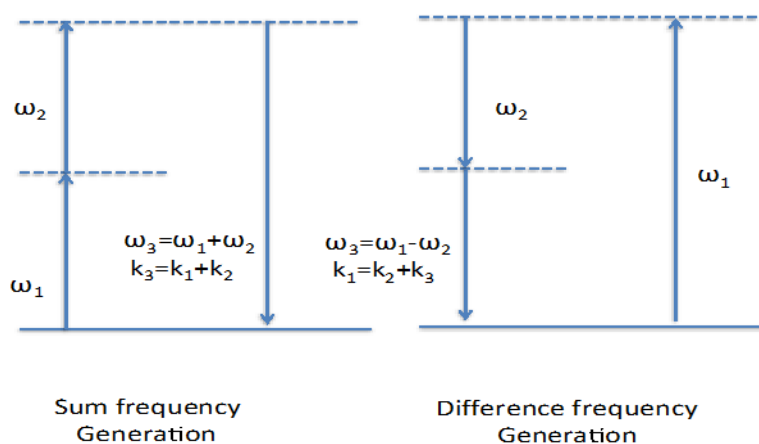 ω₂
ω₁
ω₃=ω₁+ω₂
k₃=k₁+k₂
Sum frequency
Generation
ω₂
ω₁
ω₃=ω₁-ω₂
k₁=k₂+k₃
Difference frequency
Generation